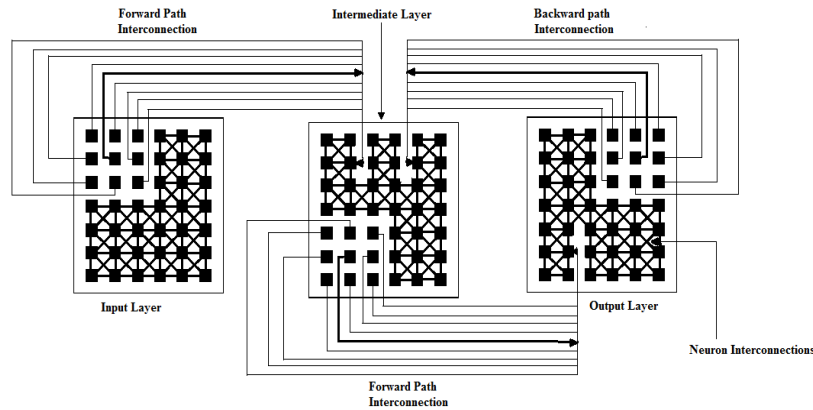 Forward Path
Interconnection
Intermediate Layer
Backward path
Interconnection
Input Layer
Output Layer
Neuron Interconnections
Forward Path
Interconnection